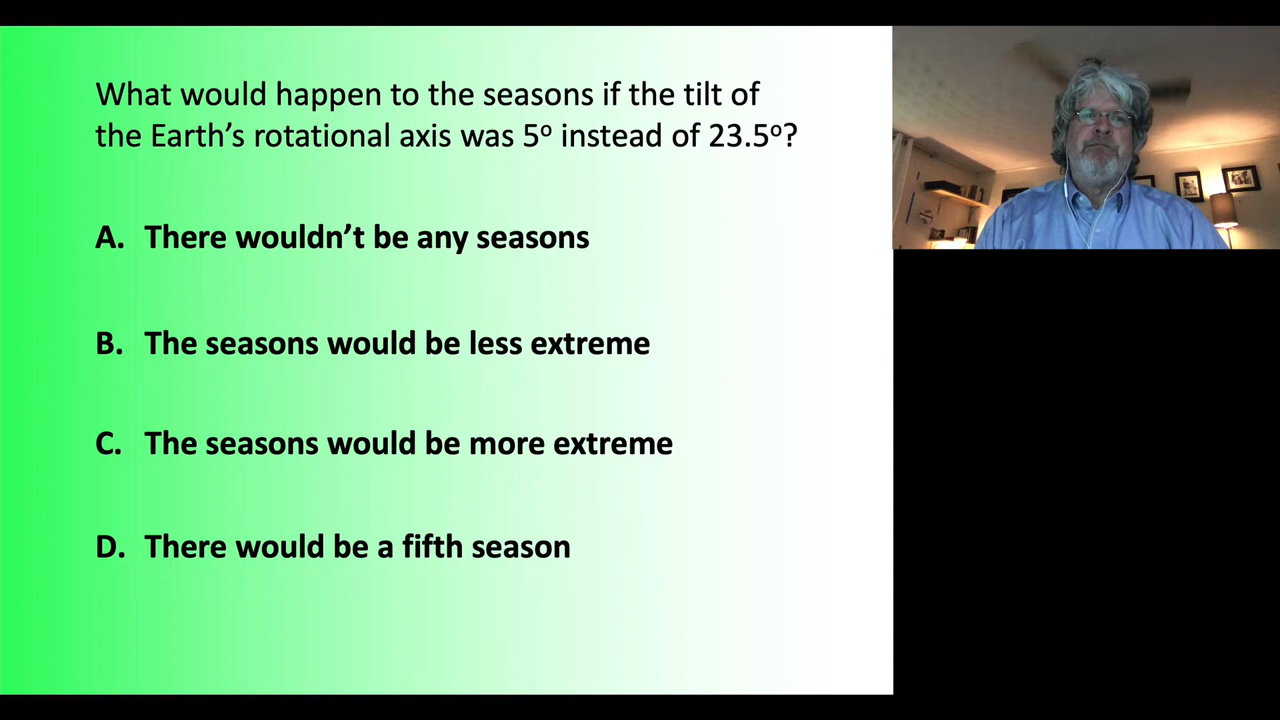 What would happen to the seasons if the tilt of
the Earth’s rotational axis was 5º instead of 23.5º?
A. There wouldn’t be any seasons
B. The seasons would be less extreme
C. The seasons would be more extreme
D. There would be a fifth season